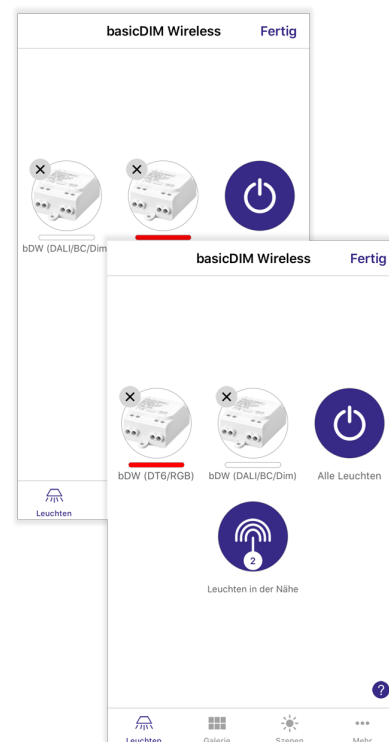 basicDIM Wireless Fertig
bDW (DALI/BC/Dim
Leuchten
basicDIM Wireless Fertig
bDW (DT6/RGB) bDW (DALI/BC/Dim) Alle Leuchten
2
Leuchten in der Nähe
?
Leuchten Galerie Szenen Mehr